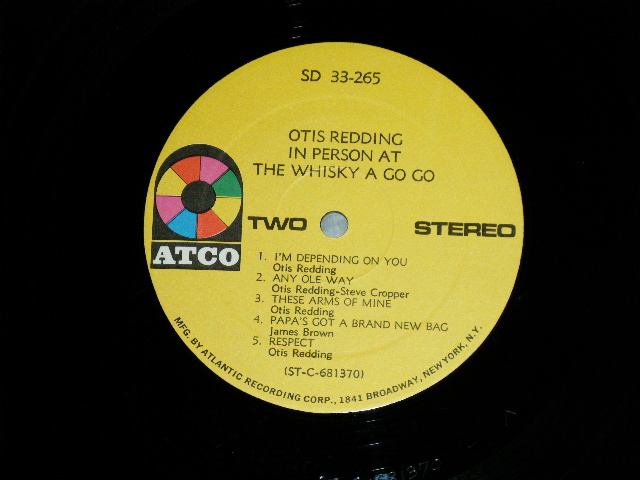 SD 33-265
OTIS REDDING
IN PERSON AT
THE WHISKY A GO GO
ATCO
TWO
STEREO
1. I'M DEPENDING ON YOU
Otis Redding
2. ANY OLE WAY
Otis Redding-Steve Cropper
3. THESE ARMS OF MINE
Otis Redding
4. PAPA'S GOT A BRAND NEW BAG
James Brown
5. RESPECT
Otis Redding
(ST-C-681370)
MFG. BY ATLANTIC RECORDING CORP., 1841 BROADWAY, NEW YORK, N.Y.